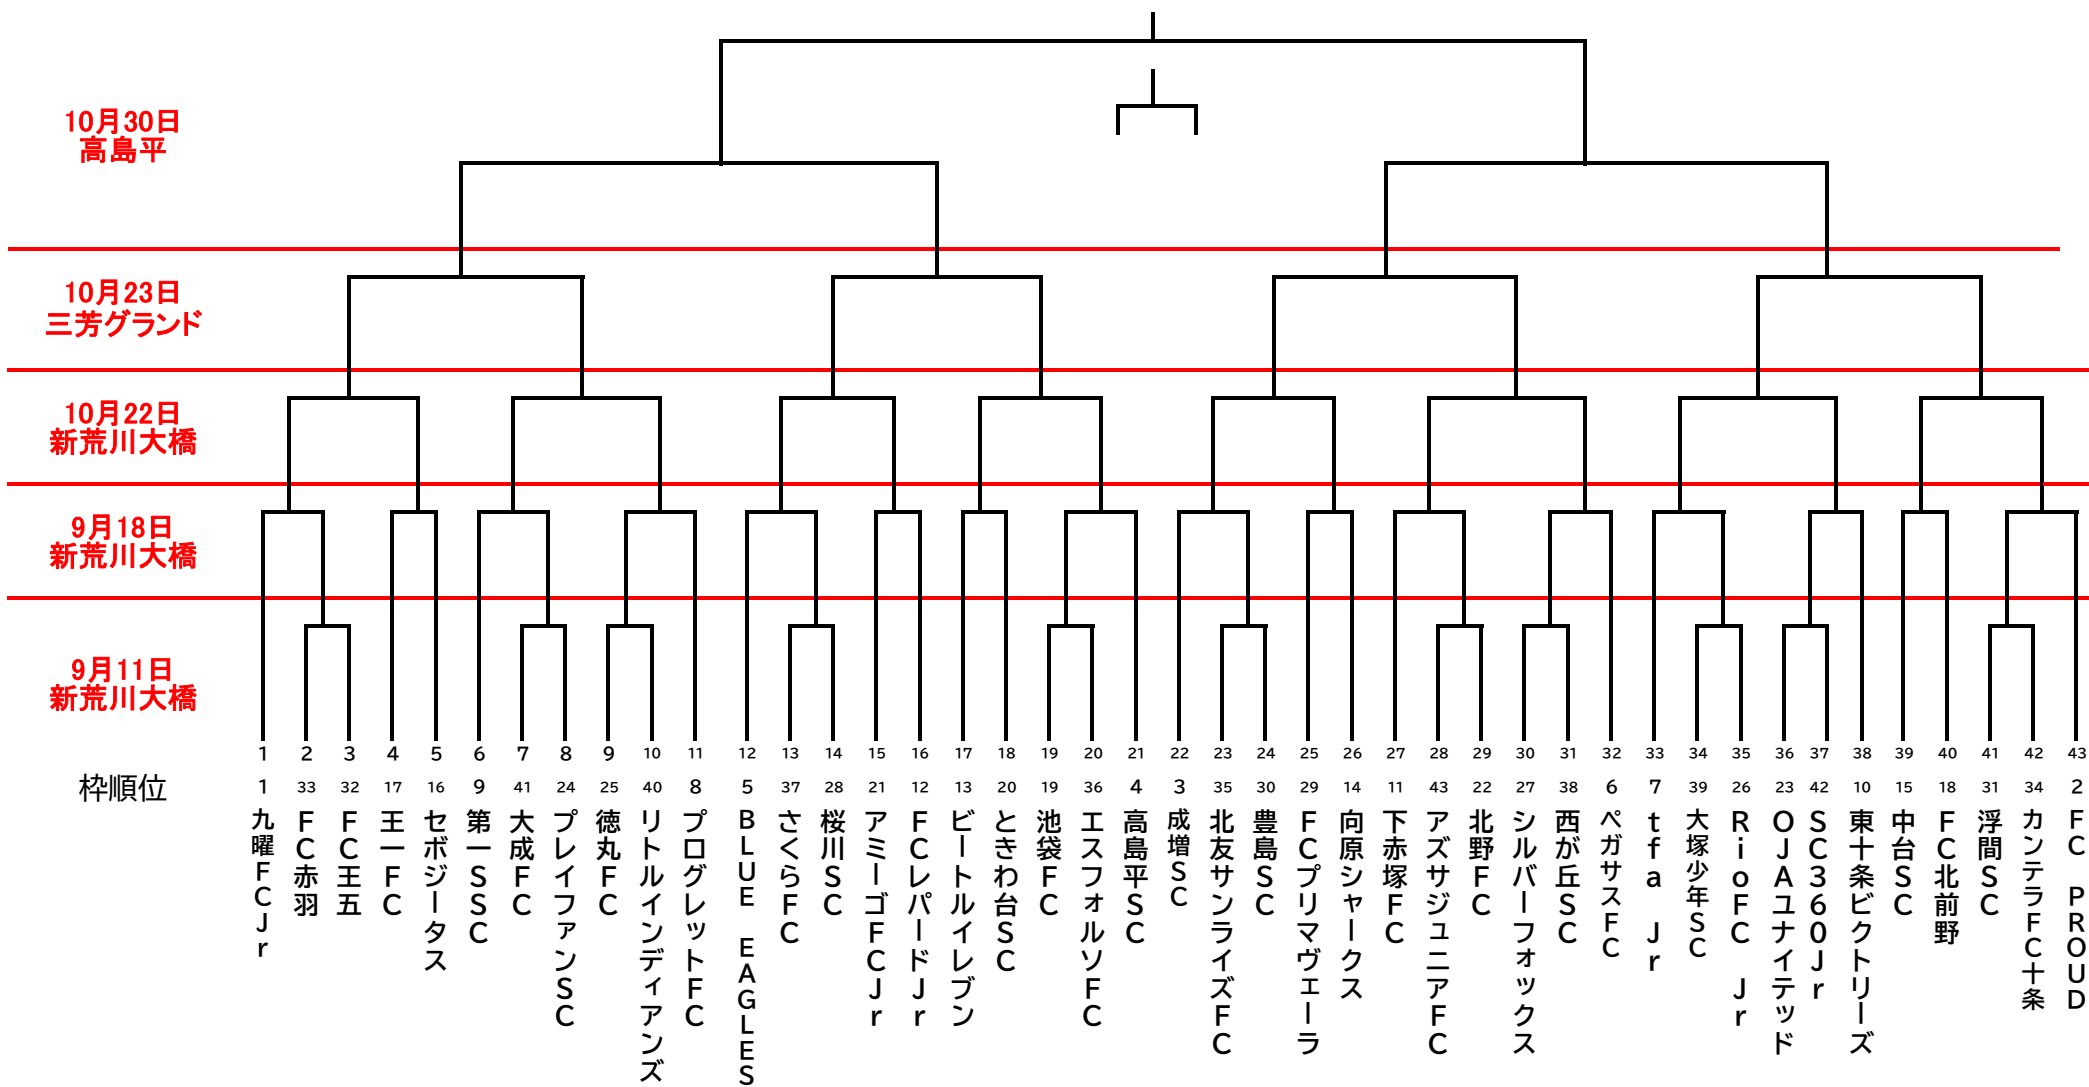 10月30日
高島平
10月23日
三芳グランド
10月22日
新荒川大橋
9月18日
新荒川大橋
9月11日
新荒川大橋
1 2 3 4 5 6 7 8 9 10 11 12 13 14 15 16 17 18 19 20 21 22 23 24 25 26 27 28 29 30 31 32 33 34 35 36 37 38 39 40 41 42 43
枠順位 1 33 32 17 16 9 41 24 25 40 8 5 37 28 21 12 13 20 19 36 4 3 35 30 29 14 11 43 22 27 38 6 7 39 26 23 42 10 15 18 31 34 2
九曜FCJr
FC赤羽
FC王五
王一FC
セボジータス
第一SSC
大成FC
プレイファンSC
徳丸FC
リトルインディアンズ
プログレットFC
BLUE EAGLES
さくらFC
桜川SC
アミーゴFCJr
FCレパードJr
ビートルイレブン
ときわ台SC
池袋FC
エスフォルソFC
高島平SC
成増SC
北友サンライズFC
豊島SC
FCプリマヴェーラ
向原シャークス
下赤塚FC
アズサジュニアFC
北野FC
シルバーフォックス
西が丘SC
ペガサスFC
tfa Jr
大塚少年SC
RioFC Jr
OJAユナイテッド
SC360Jr
東十条ビクトリーズ
中台SC
FC北前野
浮間SC
カンテラFC十条
FC PROUD